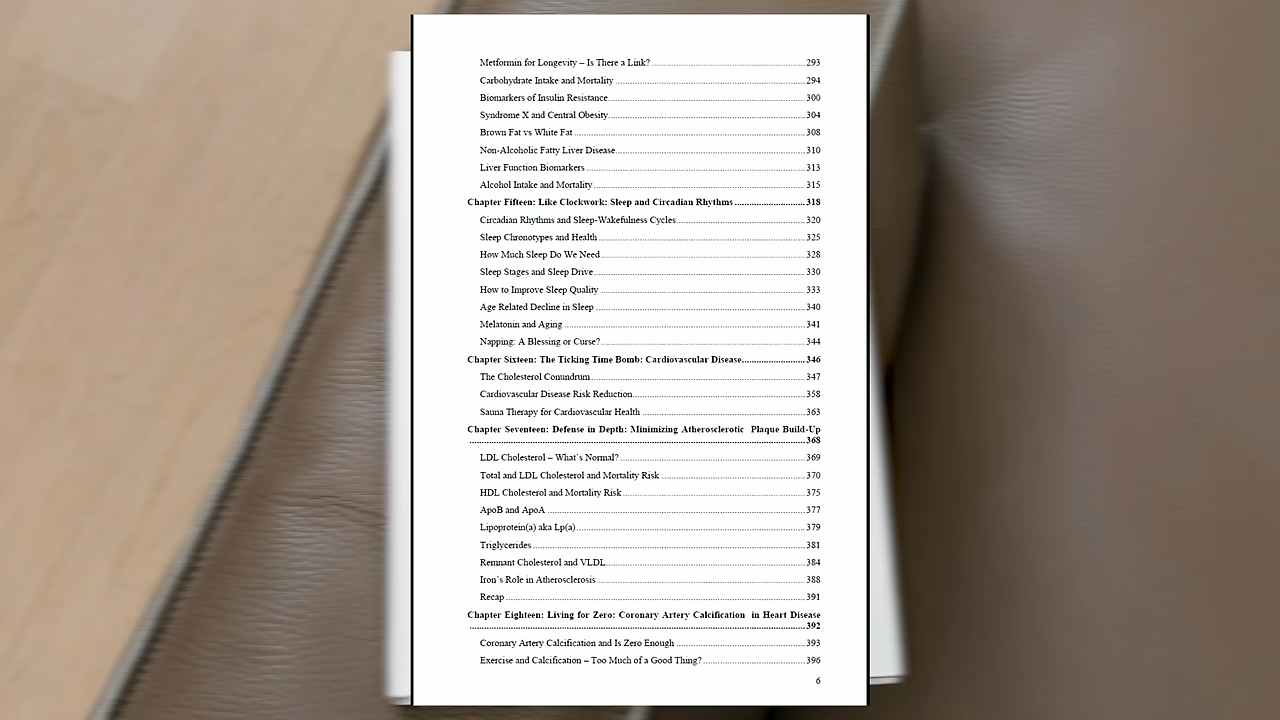 Metformin for Longevity – Is There a Link? 293
Carbohydrate Intake and Mortality 294
Biomarkers of Insulin Resistance 300
Syndrome X and Central Obesity 304
Brown Fat vs White Fat 308
Non-Alcoholic Fatty Liver Disease 310
Liver Function Biomarkers 313
Alcohol Intake and Mortality 315
Chapter Fifteen: Like Clockwork: Sleep and Circadian Rhythms 318
Circadian Rhythms and Sleep-Wakefulness Cycles 320
Sleep Chronotypes and Health 325
How Much Sleep Do We Need 328
Sleep Stages and Sleep Drive 330
How to Improve Sleep Quality 333
Age Related Decline in Sleep 340
Melatonin and Aging 341
Napping: A Blessing or Curse? 344
Chapter Sixteen: The Ticking Time Bomb: Cardiovascular Disease 346
The Cholesterol Conundrum 347
Cardiovascular Disease Risk Reduction 358
Sauna Therapy for Cardiovascular Health 363
Chapter Seventeen: Defense in Depth: Minimizing Atherosclerotic Plaque Build-Up
368
LDL Cholesterol – What's Normal? 369
Total and LDL Cholesterol and Mortality Risk 370
HDL Cholesterol and Mortality Risk 375
ApoB and ApoA 377
Lipoprotein(a) aka Lp(a) 379
Triglycerides 381
Remnant Cholesterol and VLDL 384
Iron's Role in Atherosclerosis 388
Recap 391
Chapter Eighteen: Living for Zero: Coronary Artery Calcification in Heart Disease
392
Coronary Artery Calcification and Is Zero Enough 393
Exercise and Calcification – Too Much of a Good Thing? 396
6